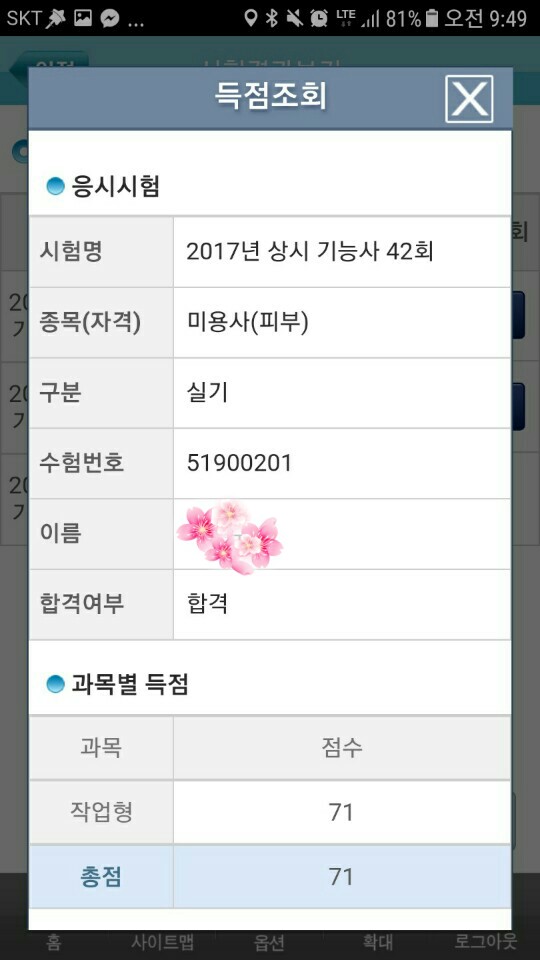 SKT ... LTE 81% 오전 9:49
득점조회
응시시험
시험명 2017년 상시 기능사 42회
종목(자격) 미용사(피부)
구분 실기
수험번호 51900201
이름
합격여부 합격
과목별 득점
과목 점수
작업형 71
총점 71
홈 사이트맵 옵션 확대 로그아웃